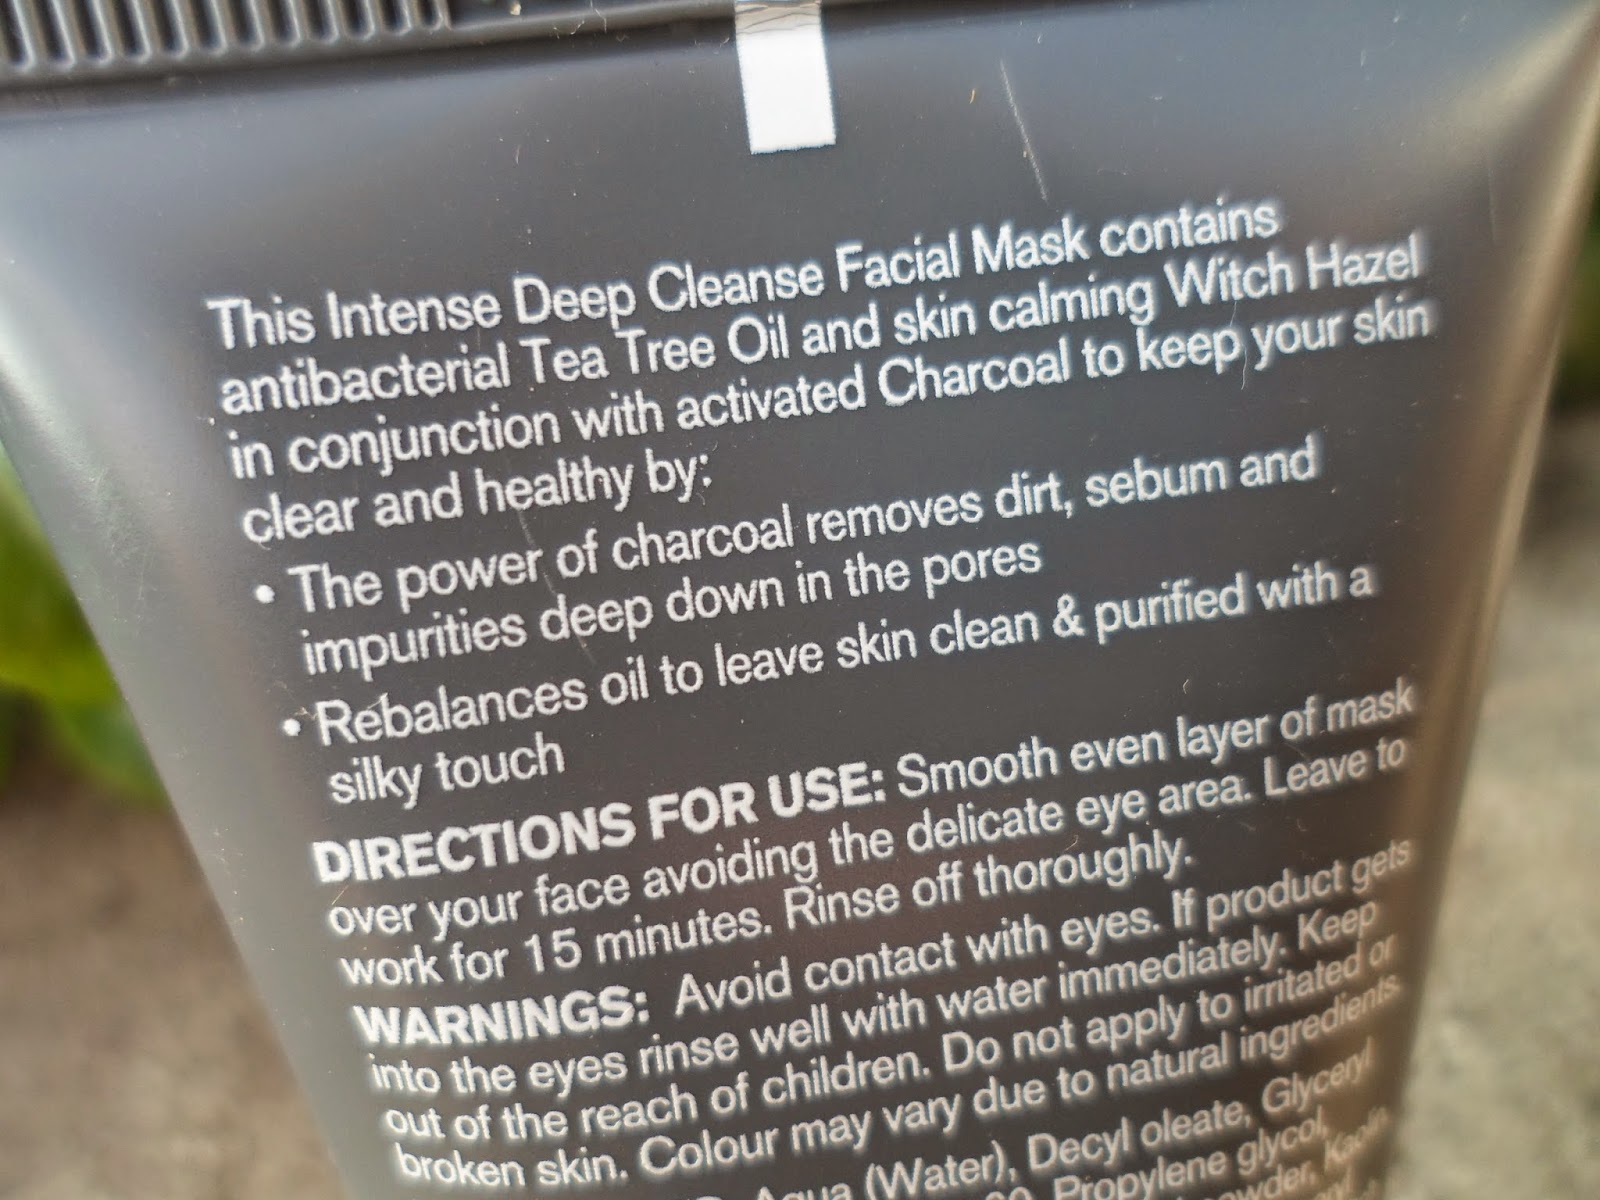 This Intense Deep Cleanse Facial Mask contains
antibacterial Tea Tree Oil and skin calming Witch Hazel
in conjunction with activated Charcoal to keep your skin
clear and healthy by:
• The power of charcoal removes dirt, sebum and
impurities deep down in the pores
• Rebalances oil to leave skin clean & purified with a
silky touch
DIRECTIONS FOR USE: Smooth even layer of mask
over your face avoiding the delicate eye area. Leave to
work for 15 minutes. Rinse off thoroughly.
WARNINGS: Avoid contact with eyes. If product gets
into the eyes rinse well with water immediately. Keep
out of the reach of children. Do not apply to irritated or
broken skin. Colour may vary due to natural ingredients.
Aqua (Water), Decyl oleate, Glyceryl
Propylene glycol,
Kaolin,